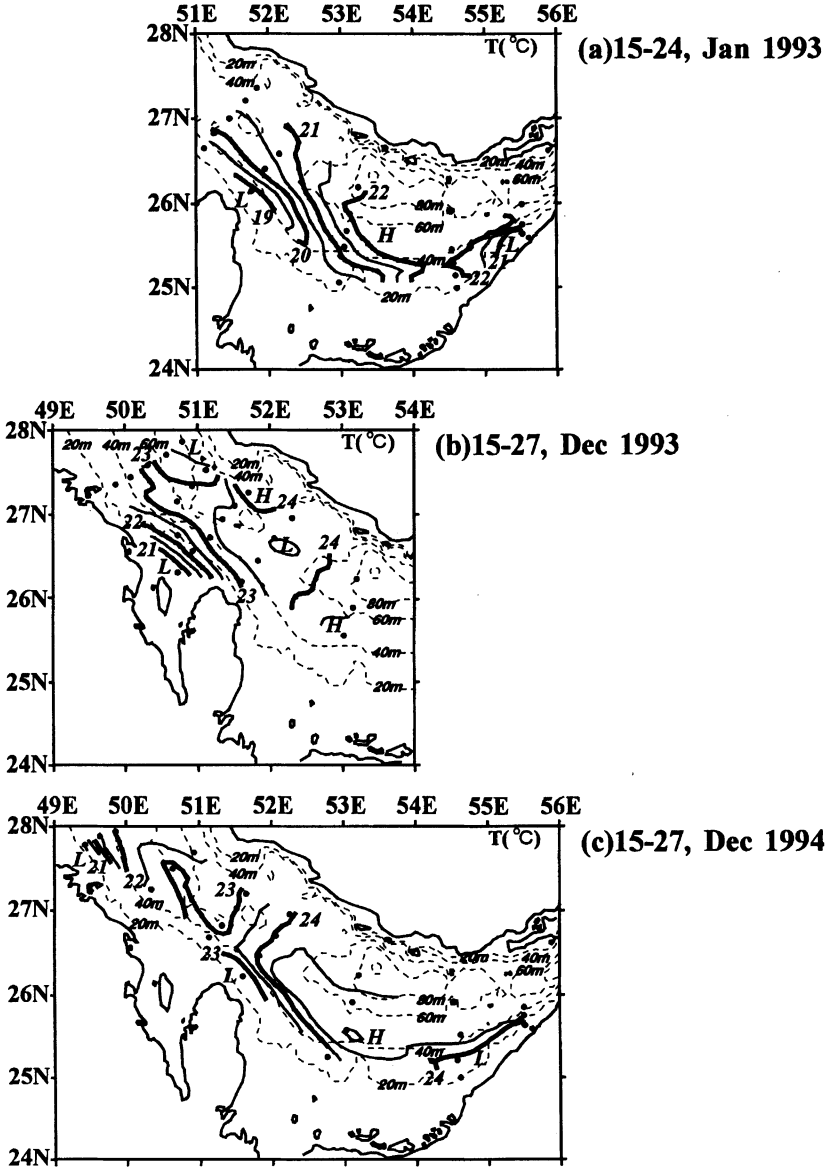 51E 52E 53E 54E 55E 56E
28N T(°C) (a)15-24, Jan 1993
20m
40m
27N 21
20m 40m
60m
22
26N L 80m
19 H 60m
20 40m L
21
25N 20m 22
24N
49E 50E 51E 52E 53E 54E
28N T(°C) (b)15-27, Dec 1993
20m 40m 60m L
23 20m
40m
H 24
27N
22 24
21 L
L
26N 23 80m
H 60m
40m
25N 20m
24N
49E 50E 51E 52E 53E 54E 55E 56E
28N T(°C) (c)15-27, Dec 1994
L 20m
21 22 23 40m
40m
27N 20m 24
23 20m 40m
L 60m
26N 80m
60m
H
40m L
25N 20m 24
24N